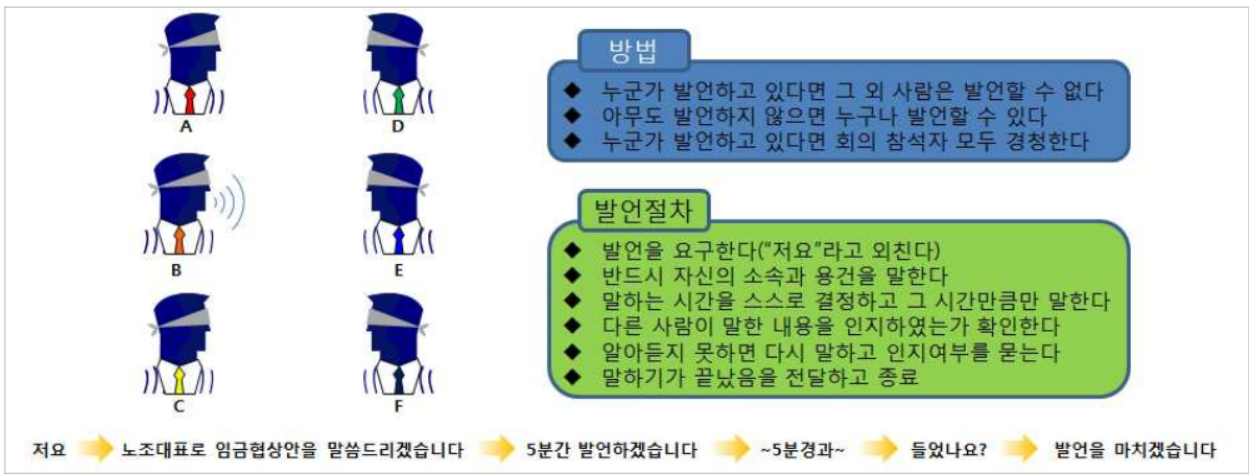 방법
◆ 누군가 발언하고 있다면 그 외 사람은 발언할 수 없다
◆ 아무도 발언하지 않으면 누구나 발언할 수 있다
◆ 누군가 발언하고 있다면 회의 참석자 모두 경청한다
A
D
B
E
C
F
발언절차
◆ 발언을 요구한다("저요"라고 외친다)
◆ 반드시 자신의 소속과 용건을 말한다
◆ 말하는 시간을 스스로 결정하고 그 시간만큼만 말한다
◆ 다른 사람이 말한 내용을 인지하였는가 확인한다
◆ 알아듣지 못하면 다시 말하고 인지여부를 묻는다
◆ 말하기가 끝났음을 전달하고 종료
저요 노조대표로 임금협상안을 말씀드리겠습니다 5분간 발언하겠습니다 ~5분경과~ 들었나요? 발언을 마치겠습니다